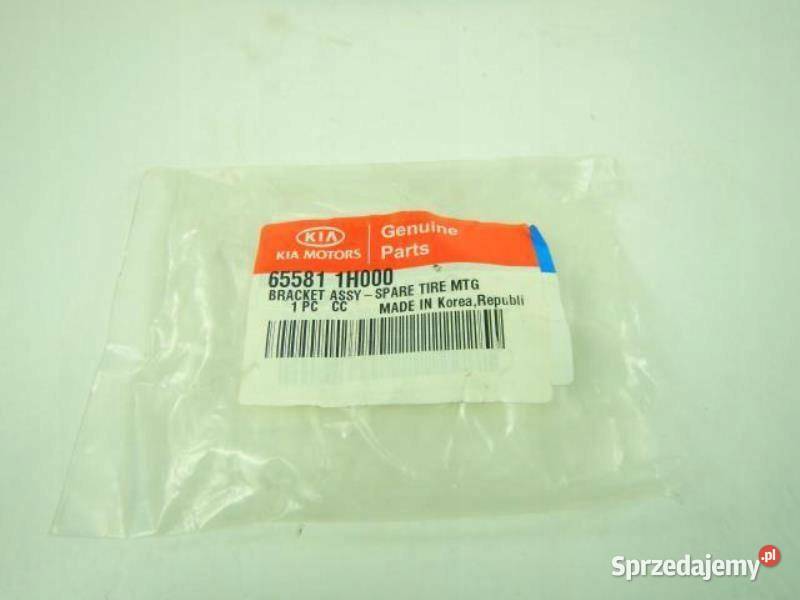 KIA
KIA MOTORS
Genuine
Parts
65581 1H000
BRACKET ASSY-SPARE TIRE MTG
1 PC CC MADE IN Korea,Republi
Sprzedajemy.pl